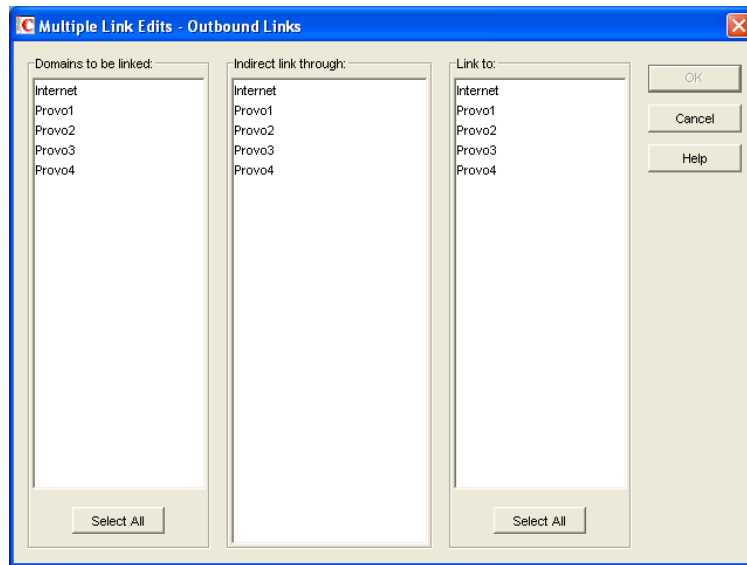 Multiple Link Edits - Outbound Links
Domains to be linked:
Internet
Provo1
Provo2
Provo3
Provo4
Select All
Indirect link through:
Internet
Provo1
Provo2
Provo3
Provo4
Link to:
Internet
Provo1
Provo2
Provo3
Provo4
Select All
OK
Cancel
Help